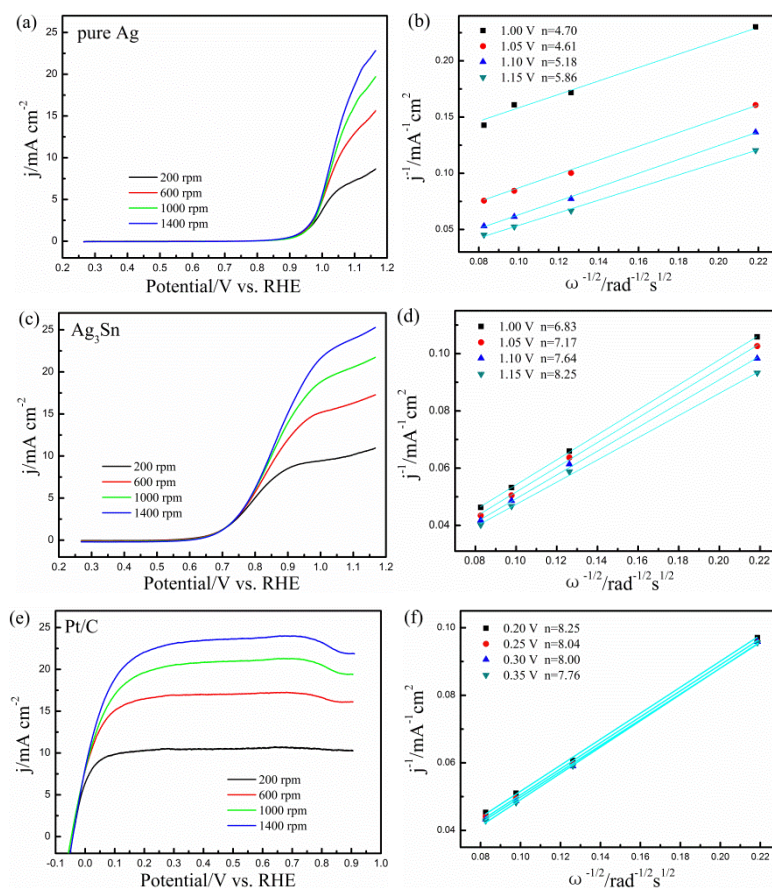 (a) pure Ag
j/mA cm⁻²
25
20
15
10
5
0
200 rpm
600 rpm
1000 rpm
1400 rpm
0.2 0.3 0.4 0.5 0.6 0.7 0.8 0.9 1.0 1.1 1.2
Potential/V vs. RHE
(b)
j⁻¹/mA⁻¹cm²
0.20
0.15
0.10
0.05
1.00 V n=4.70
1.05 V n=4.61
1.10 V n=5.18
1.15 V n=5.86
0.08 0.10 0.12 0.14 0.16 0.18 0.20 0.22
ω⁻¹/²/rad⁻¹/²s¹/²
(c) Ag₃Sn
j/mA cm⁻²
25
20
15
10
5
0
200 rpm
600 rpm
1000 rpm
1400 rpm
0.2 0.3 0.4 0.5 0.6 0.7 0.8 0.9 1.0 1.1 1.2
Potential/V vs. RHE
(d)
j⁻¹/mA⁻¹cm²
0.10
0.08
0.06
0.04
1.00 V n=6.83
1.05 V n=7.17
1.10 V n=7.64
1.15 V n=8.25
0.08 0.10 0.12 0.14 0.16 0.18 0.20 0.22
ω⁻¹/²/rad⁻¹/²s¹/²
(e) Pt/C
j/mA cm⁻²
25
20
15
10
5
0
200 rpm
600 rpm
1000 rpm
1400 rpm
-0.1 0.0 0.1 0.2 0.3 0.4 0.5 0.6 0.7 0.8 0.9 1.0
Potential/V vs. RHE
(f)
j⁻¹/mA⁻¹cm²
0.10
0.08
0.06
0.04
0.20 V n=8.25
0.25 V n=8.04
0.30 V n=8.00
0.35 V n=7.76
0.08 0.10 0.12 0.14 0.16 0.18 0.20 0.22
ω⁻¹/²/rad⁻¹/²s¹/²